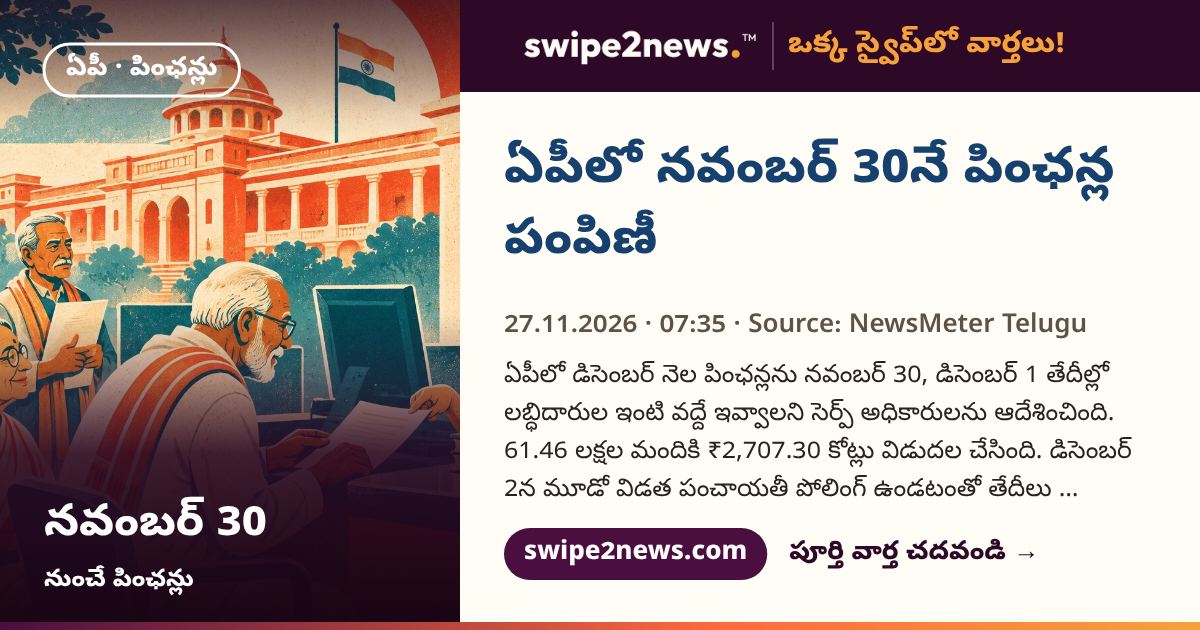 ఏపీ · పింఛన్లు
నవంబర్ 30
నుంచే పింఛన్లు
swipe2news.™ ఒక్క స్వైప్‌లో వార్తలు!
ఏపీలో నవంబర్ 30నే పింఛన్ల
పంపిణీ
27.11.2026 · 07:35 · Source: NewsMeter Telugu
ఏపీలో డిసెంబర్ నెల పింఛన్లను నవంబర్ 30, డిసెంబర్ 1 తేదీల్లో
లబ్ధిదారుల ఇంటి వద్దే ఇవ్వాలని సెర్ప్ అధికారులను ఆదేశించింది.
61.46 లక్షల మందికి ₹2,707.30 కోట్లు విడుదల చేసింది. డిసెంబర్
2న మూడో విడత పంచాయతీ పోలింగ్ ఉండటంతో తేదీలు ...
swipe2news.com పూర్తి వార్త చదవండి →